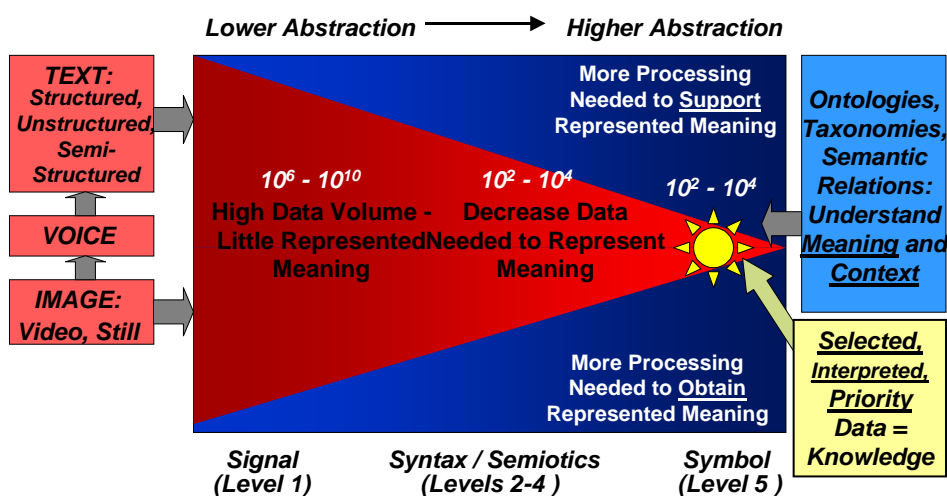 Lower Abstraction
Higher Abstraction
TEXT:
Structured,
Unstructured,
Semi-
Structured
VOICE
IMAGE:
Video, Still
More Processing
Needed to Support
Represented Meaning
10⁶ - 10¹⁰
High Data Volume -
Little Represented
Meaning
10² - 10⁴
Decrease Data
Needed to Represent
Meaning
10² - 10⁴
More Processing
Needed to Obtain
Represented Meaning
Ontologies,
Taxonomies,
Semantic
Relations:
Understand
Meaning and
Context
Selected,
Interpreted,
Priority
Data =
Knowledge
Signal
(Level 1)
Syntax / Semiotics
(Levels 2-4)
Symbol
(Level 5 )